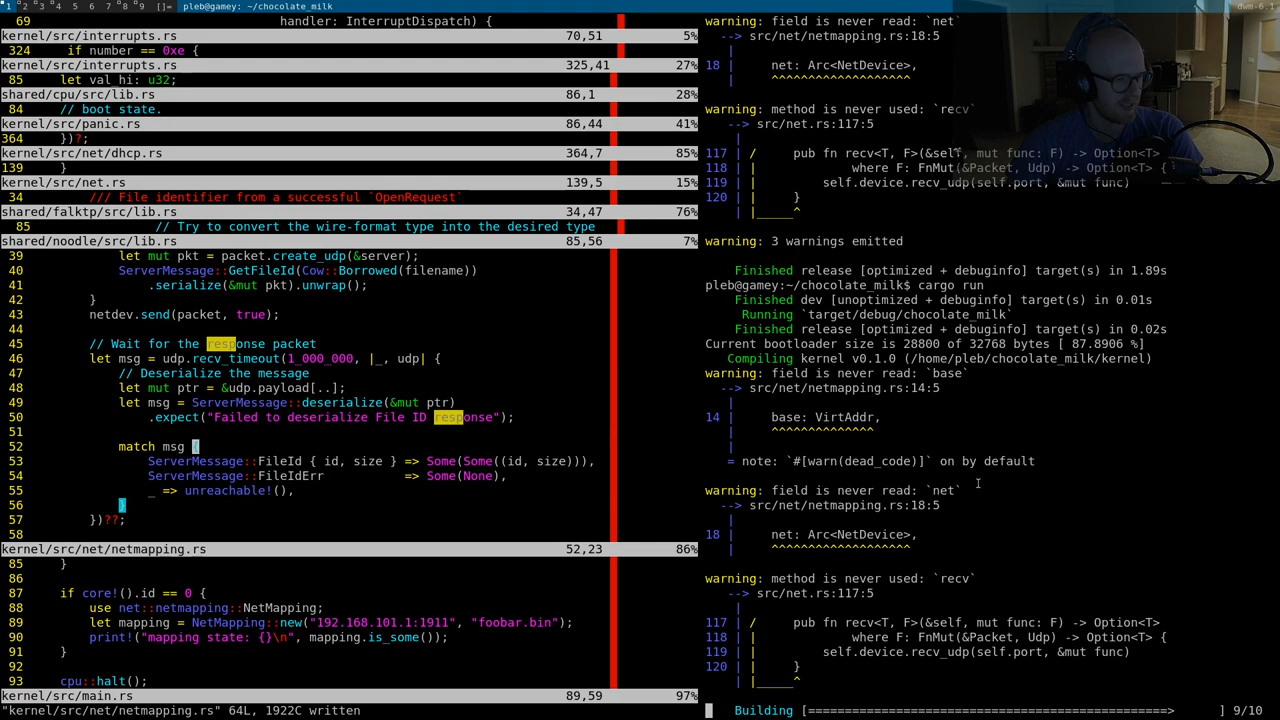 1 2 3 4 5 6 7 8 9 []= pleb@gamey: ~/chocolate_milk dwm-6.1
69 handler: InterruptDispatch) {
kernel/src/interrupts.rs 70,51 5%
324 if number == 0xe {
kernel/src/interrupts.rs 325,41 27%
85 let val_hi: u32;
shared/cpu/src/lib.rs 86,1 28%
84 // boot state.
kernel/src/panic.rs 86,44 41%
364 })?;
kernel/src/net/dhcp.rs 364,7 85%
139 }
kernel/src/net.rs 139,5 15%
34 /// File identifier from a successful `OpenRequest`
shared/falktp/src/lib.rs 34,47 76%
85 // Try to convert the wire-format type into the desired type
shared/noodle/src/lib.rs 85,56 7%
39 let mut pkt = packet.create_udp(&server);
40 ServerMessage::GetFileId(Cow::Borrowed(filename))
41 .serialize(&mut pkt).unwrap();
42 }
43 netdev.send(packet, true);
44
45 // Wait for the response packet
46 let msg = udp.recv_timeout(1_000_000, |_, udp| {
47 // Deserialize the message
48 let mut ptr = &udp.payload[..];
49 let msg = ServerMessage::deserialize(&mut ptr)
50 .expect("Failed to deserialize File ID response");
51
52 match msg {
53 ServerMessage::FileId { id, size } => Some(Some((id, size))),
54 ServerMessage::FileIdErr => Some(None),
55 _ => unreachable!(),
56 }
57 })??;
58
kernel/src/net/netmapping.rs 52,23 86%
85 }
86
87 if core!().id == 0 {
88 use net::netmapping::NetMapping;
89 let mapping = NetMapping::new("192.168.101.1:1911", "foobar.bin");
90 print!("mapping state: {}\n", mapping.is_some());
91 }
92
93 cpu::halt();
kernel/src/main.rs 89,59 97%
"kernel/src/net/netmapping.rs" 64L, 1922C written
warning: field is never read: `net`
--> src/net/netmapping.rs:18:5
|
18 | net: Arc<NetDevice>,
| ^^^^^^^^^^^^^^^^^^^
warning: method is never used: `recv`
--> src/net.rs:117:5
|
117 | / pub fn recv<T, F>(&self, mut func: F) -> Option<T>
118 | | where F: FnMut(&Packet, Udp) -> Option<T> {
119 | | self.device.recv_udp(self.port, &mut func)
120 | | }
| |_____^
warning: 3 warnings emitted
Finished release [optimized + debuginfo] target(s) in 1.89s
pleb@gamey:~/chocolate_milk$ cargo run
Finished dev [unoptimized + debuginfo] target(s) in 0.01s
Running `target/debug/chocolate_milk`
Finished release [optimized + debuginfo] target(s) in 0.02s
Current bootloader size is 28800 of 32768 bytes [ 87.8906 %]
Compiling kernel v0.1.0 (/home/pleb/chocolate_milk/kernel)
warning: field is never read: `base`
--> src/net/netmapping.rs:14:5
|
14 | base: VirtAddr,
| ^^^^^^^^^^^^^^
|
= note: `#[warn(dead_code)]` on by default
warning: field is never read: `net`
--> src/net/netmapping.rs:18:5
|
18 | net: Arc<NetDevice>,
| ^^^^^^^^^^^^^^^^^^^
warning: method is never used: `recv`
--> src/net.rs:117:5
|
117 | / pub fn recv<T, F>(&self, mut func: F) -> Option<T>
118 | | where F: FnMut(&Packet, Udp) -> Option<T> {
119 | | self.device.recv_udp(self.port, &mut func)
120 | | }
| |_____^
Building [=================================================> ] 9/10